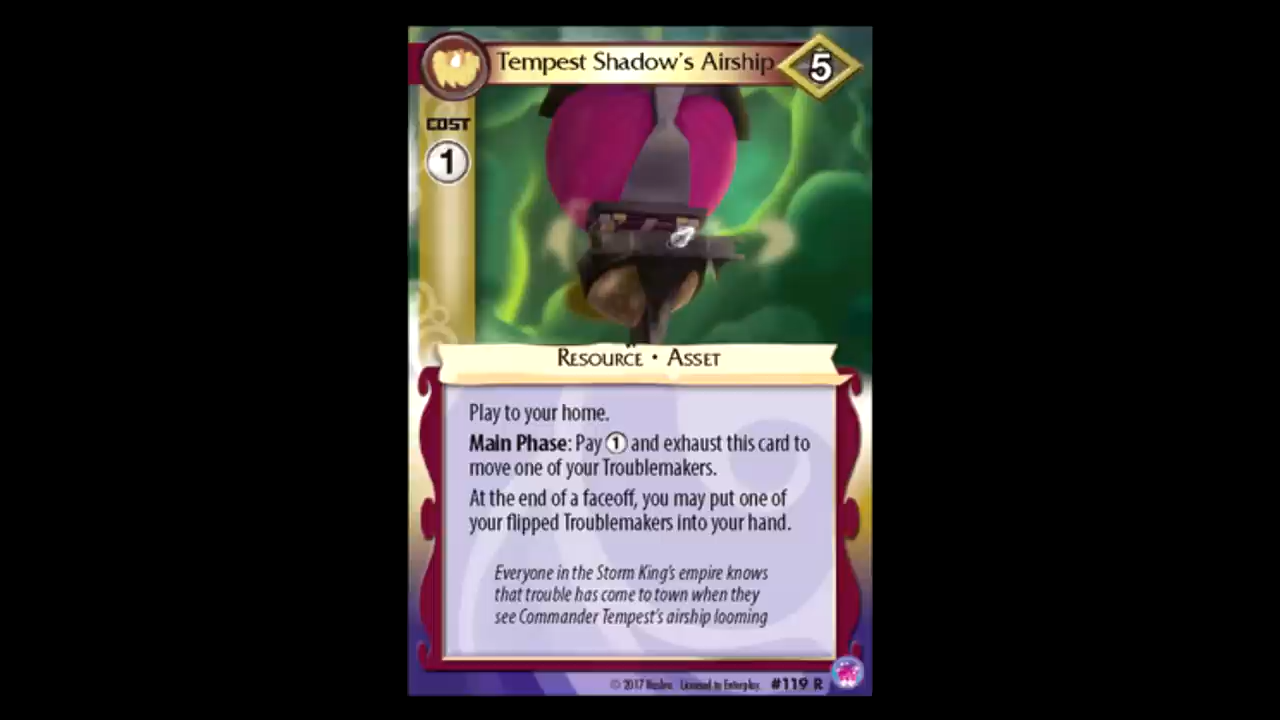 Tempest Shadow's Airship
5
COST
1
RESOURCE • ASSET
Play to your home.
Main Phase: Pay 1 and exhaust this card to
move one of your Troublemakers.
At the end of a faceoff, you may put one of
your flipped Troublemakers into your hand.
Everyone in the Storm King's empire knows
that trouble has come to town when they
see Commander Tempest's airship looming
© 2017 Hasbro. Licensed to Enterplay. #119 R